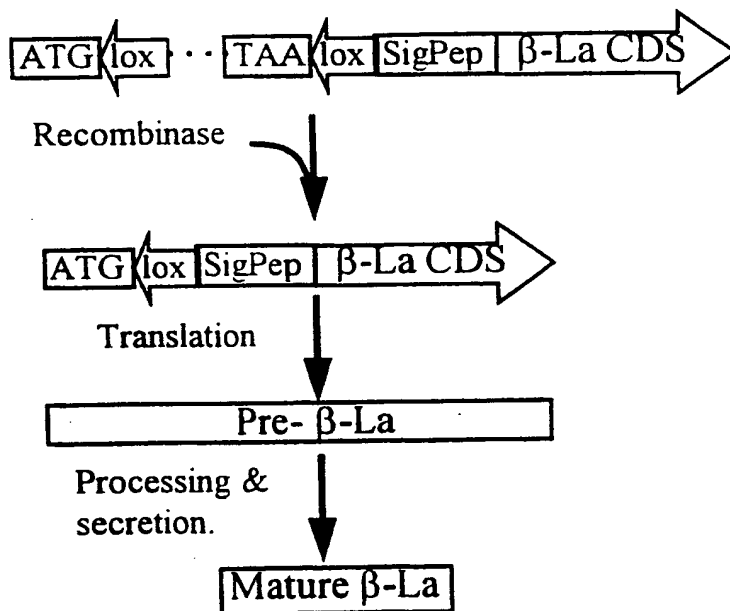 ATG lox ··· TAA lox SigPep β-La CDS
Recombinase
ATG lox SigPep β-La CDS
Translation
Pre- β-La
Processing &
secretion.
Mature β-La